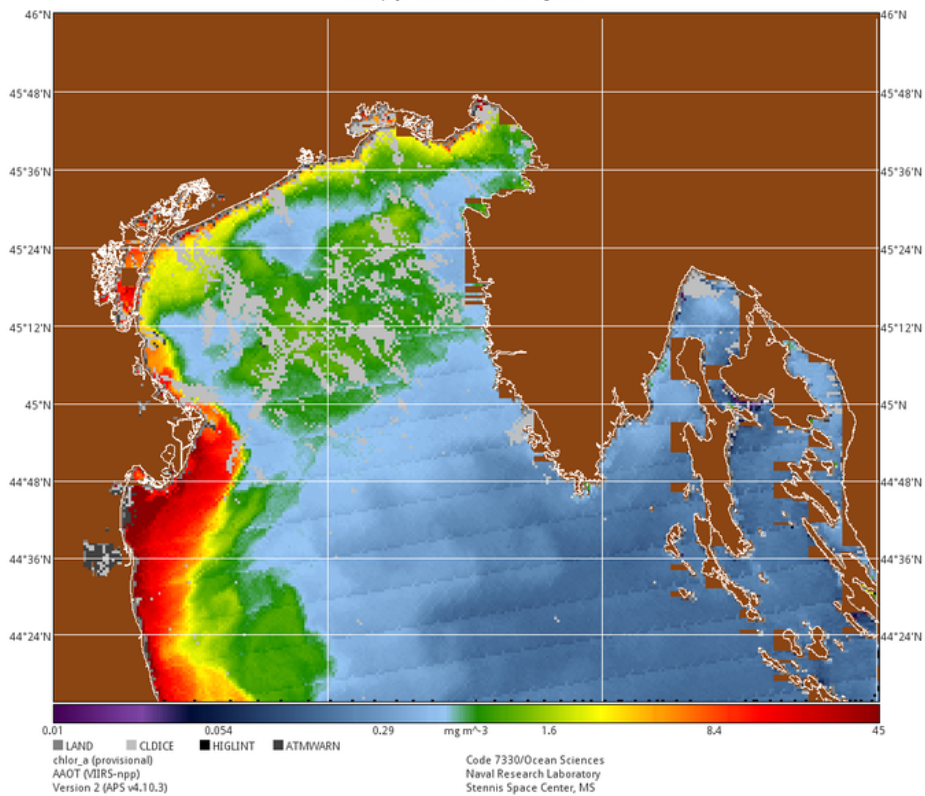 46°N 46°N
45°48'N 45°48'N
45°36'N 45°36'N
45°24'N 45°24'N
45°12'N 45°12'N
45°N 45°N
44°48'N 44°48'N
44°36'N 44°36'N
44°24'N 44°24'N
0.01 0.054 0.29 mg m^-3 1.6 8.4 45
LAND CLDICE HIGLINT ATMWARN
chlor_a (provisional) Code 7330/Ocean Sciences
AAOT (VIIRS-npp) Naval Research Laboratory
Version 2 (APS v4.10.3) Stennis Space Center, MS